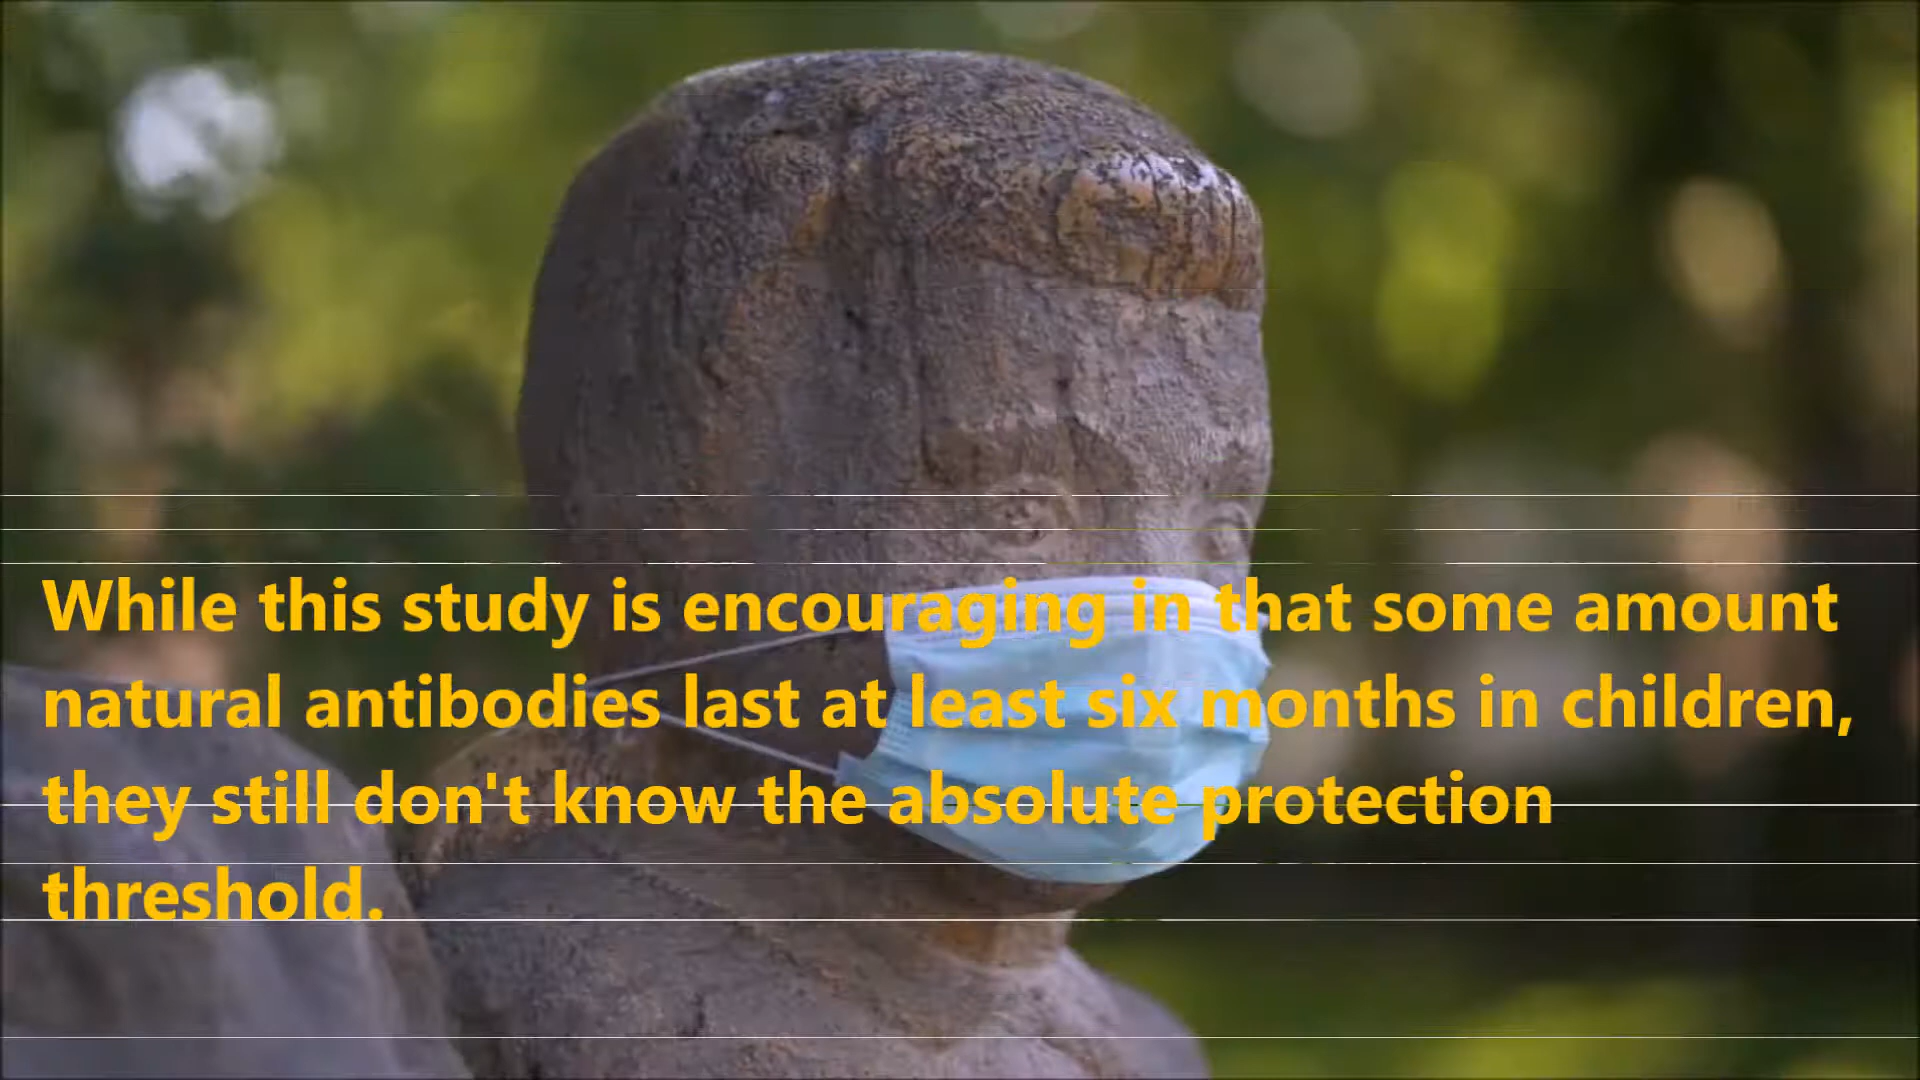 While this study is encouraging in that some amount
natural antibodies last at least six months in children,
they still don't know the absolute protection
threshold.